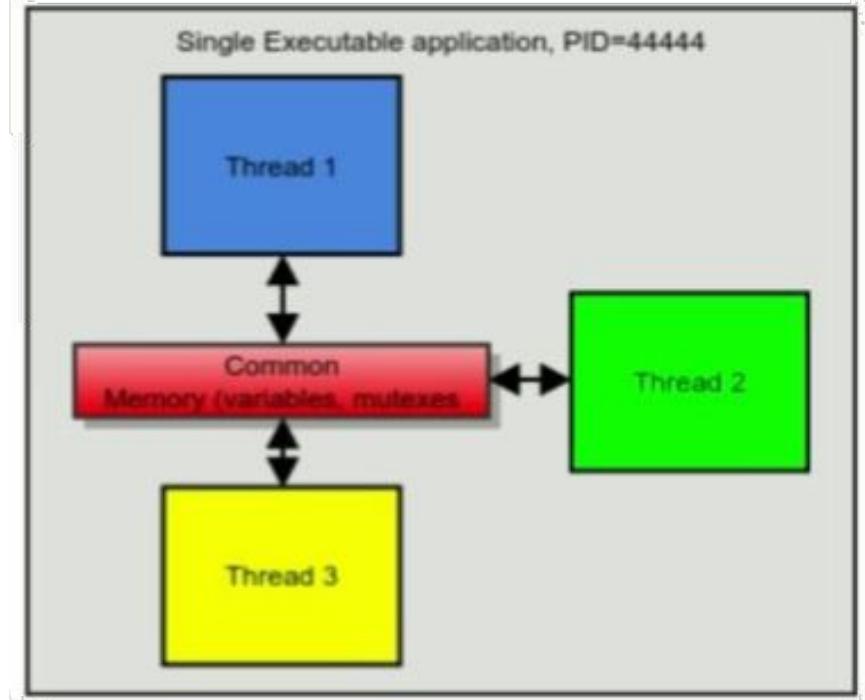 Single Executable application, PID=44444
Thread 1
Common
Memory (variables, mutexes
Thread 2
Thread 3